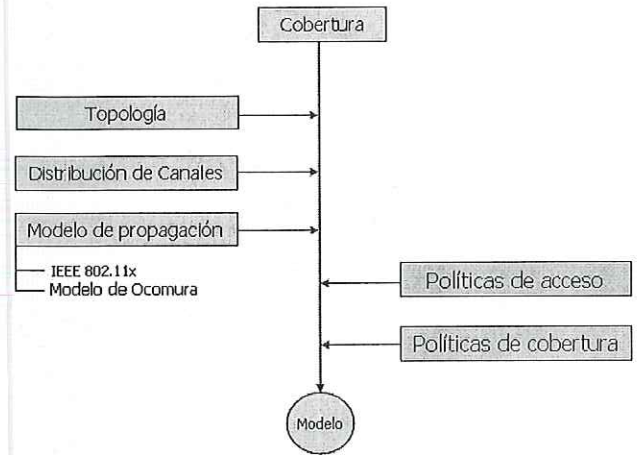 Cobertura
Topología
Distribución de Canales
Modelo de propagación
IEEE 802.11x
Modelo de Ocomura
Políticas de acceso
Políticas de cobertura
Modelo